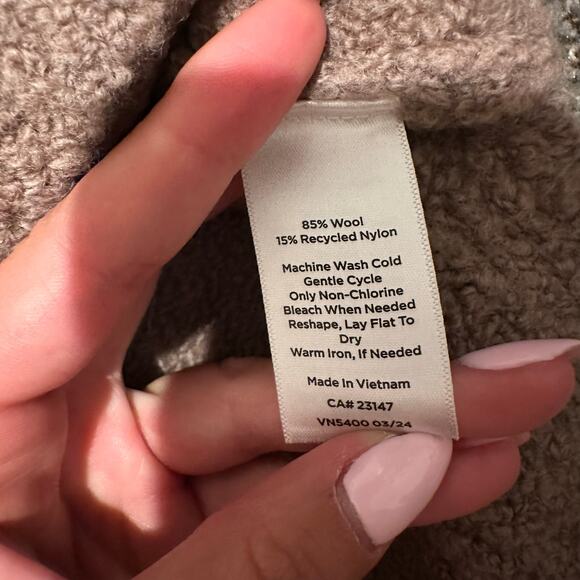 85% Wool
15% Recycled Nylon
Machine Wash Cold
Gentle Cycle
Only Non-Chlorine
Bleach When Needed
Reshape, Lay Flat To
Dry
Warm Iron, If Needed
Made In Vietnam
CA# 23147
VN5400 03/24